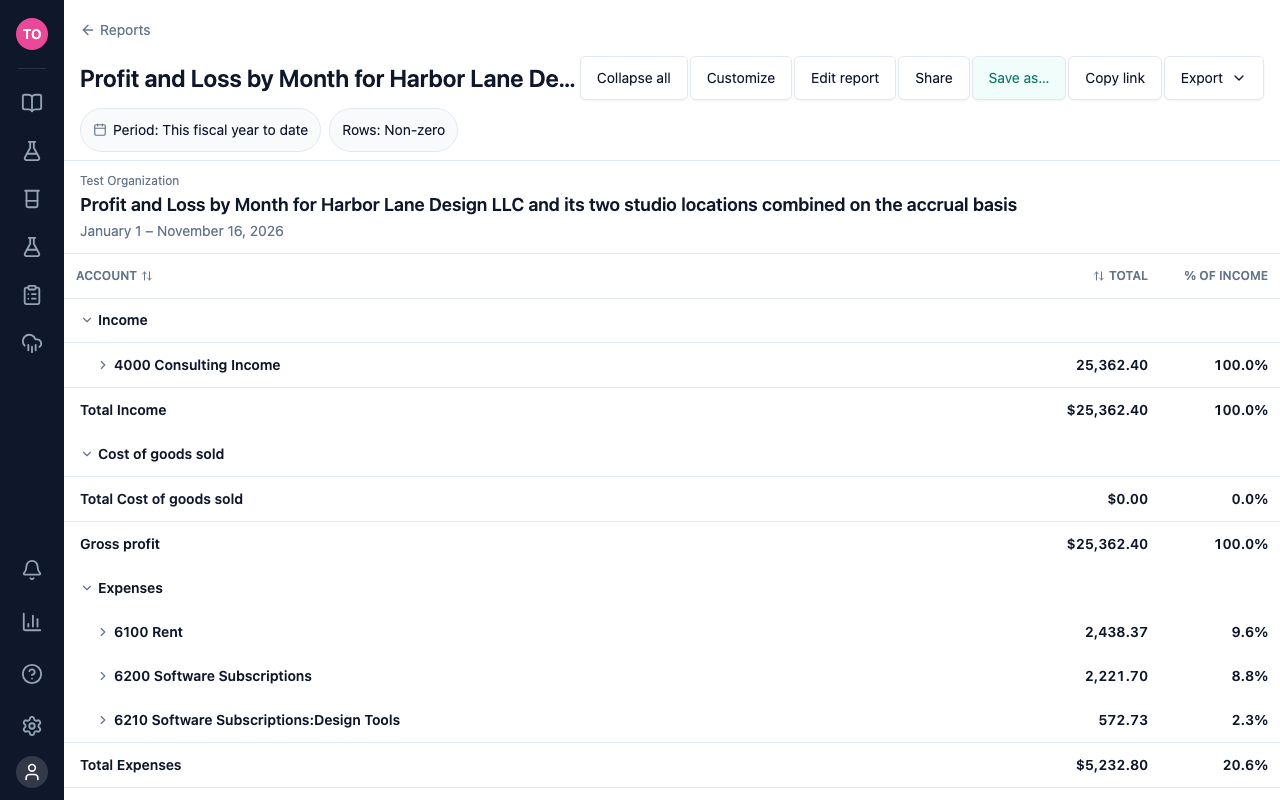 TO
Reports
Profit and Loss by Month for Harbor Lane De...
Collapse all
Customize
Edit report
Share
Save as...
Copy link
Export
Period: This fiscal year to date
Rows: Non-zero
Test Organization
Profit and Loss by Month for Harbor Lane Design LLC and its two studio locations combined on the accrual basis
January 1 – November 16, 2026
ACCOUNT TOTAL % OF INCOME
Income
4000 Consulting Income 25,362.40 100.0%
Total Income $25,362.40 100.0%
Cost of goods sold
Total Cost of goods sold $0.00 0.0%
Gross profit $25,362.40 100.0%
Expenses
6100 Rent 2,438.37 9.6%
6200 Software Subscriptions 2,221.70 8.8%
6210 Software Subscriptions:Design Tools 572.73 2.3%
Total Expenses $5,232.80 20.6%